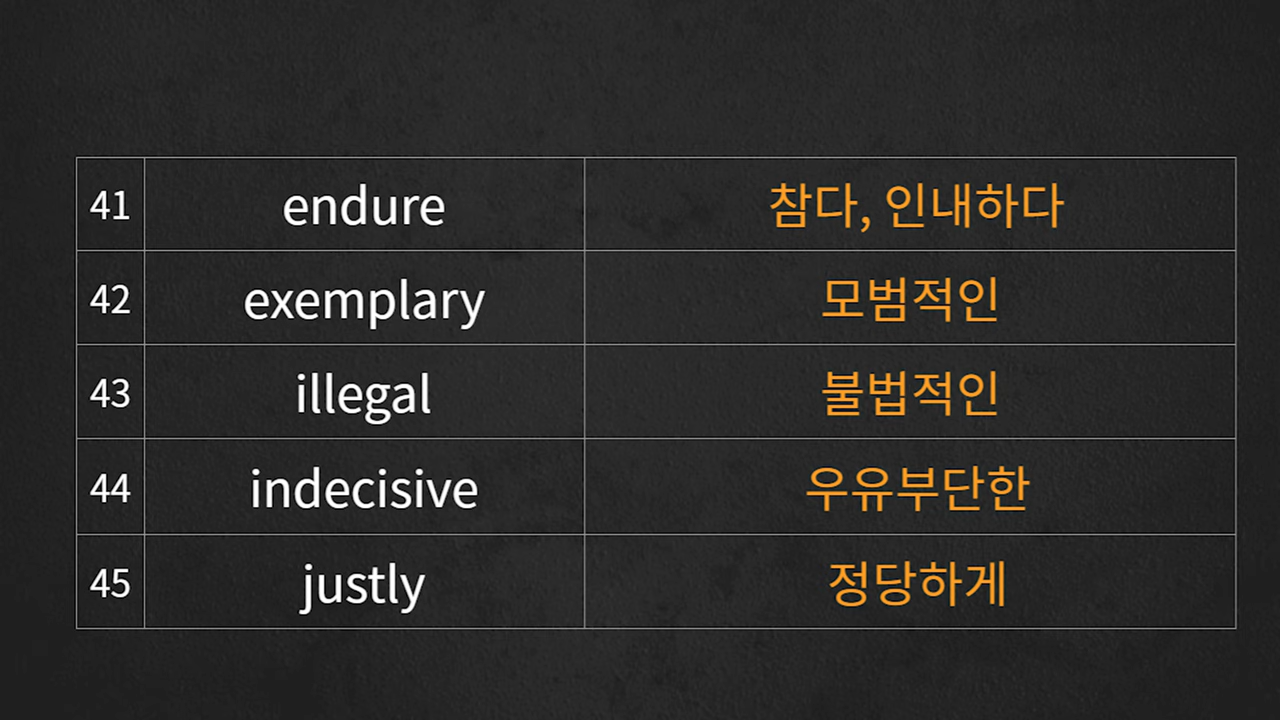 41 endure 참다, 인내하다
42 exemplary 모범적인
43 illegal 불법적인
44 indecisive 우유부단한
45 justly 정당하게